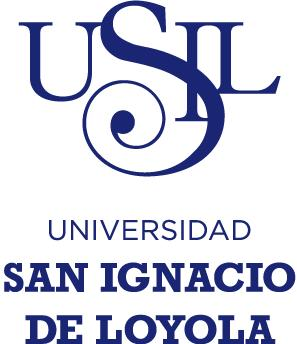 USIL
UNIVERSIDAD
SAN IGNACIO
DE LOYOLA